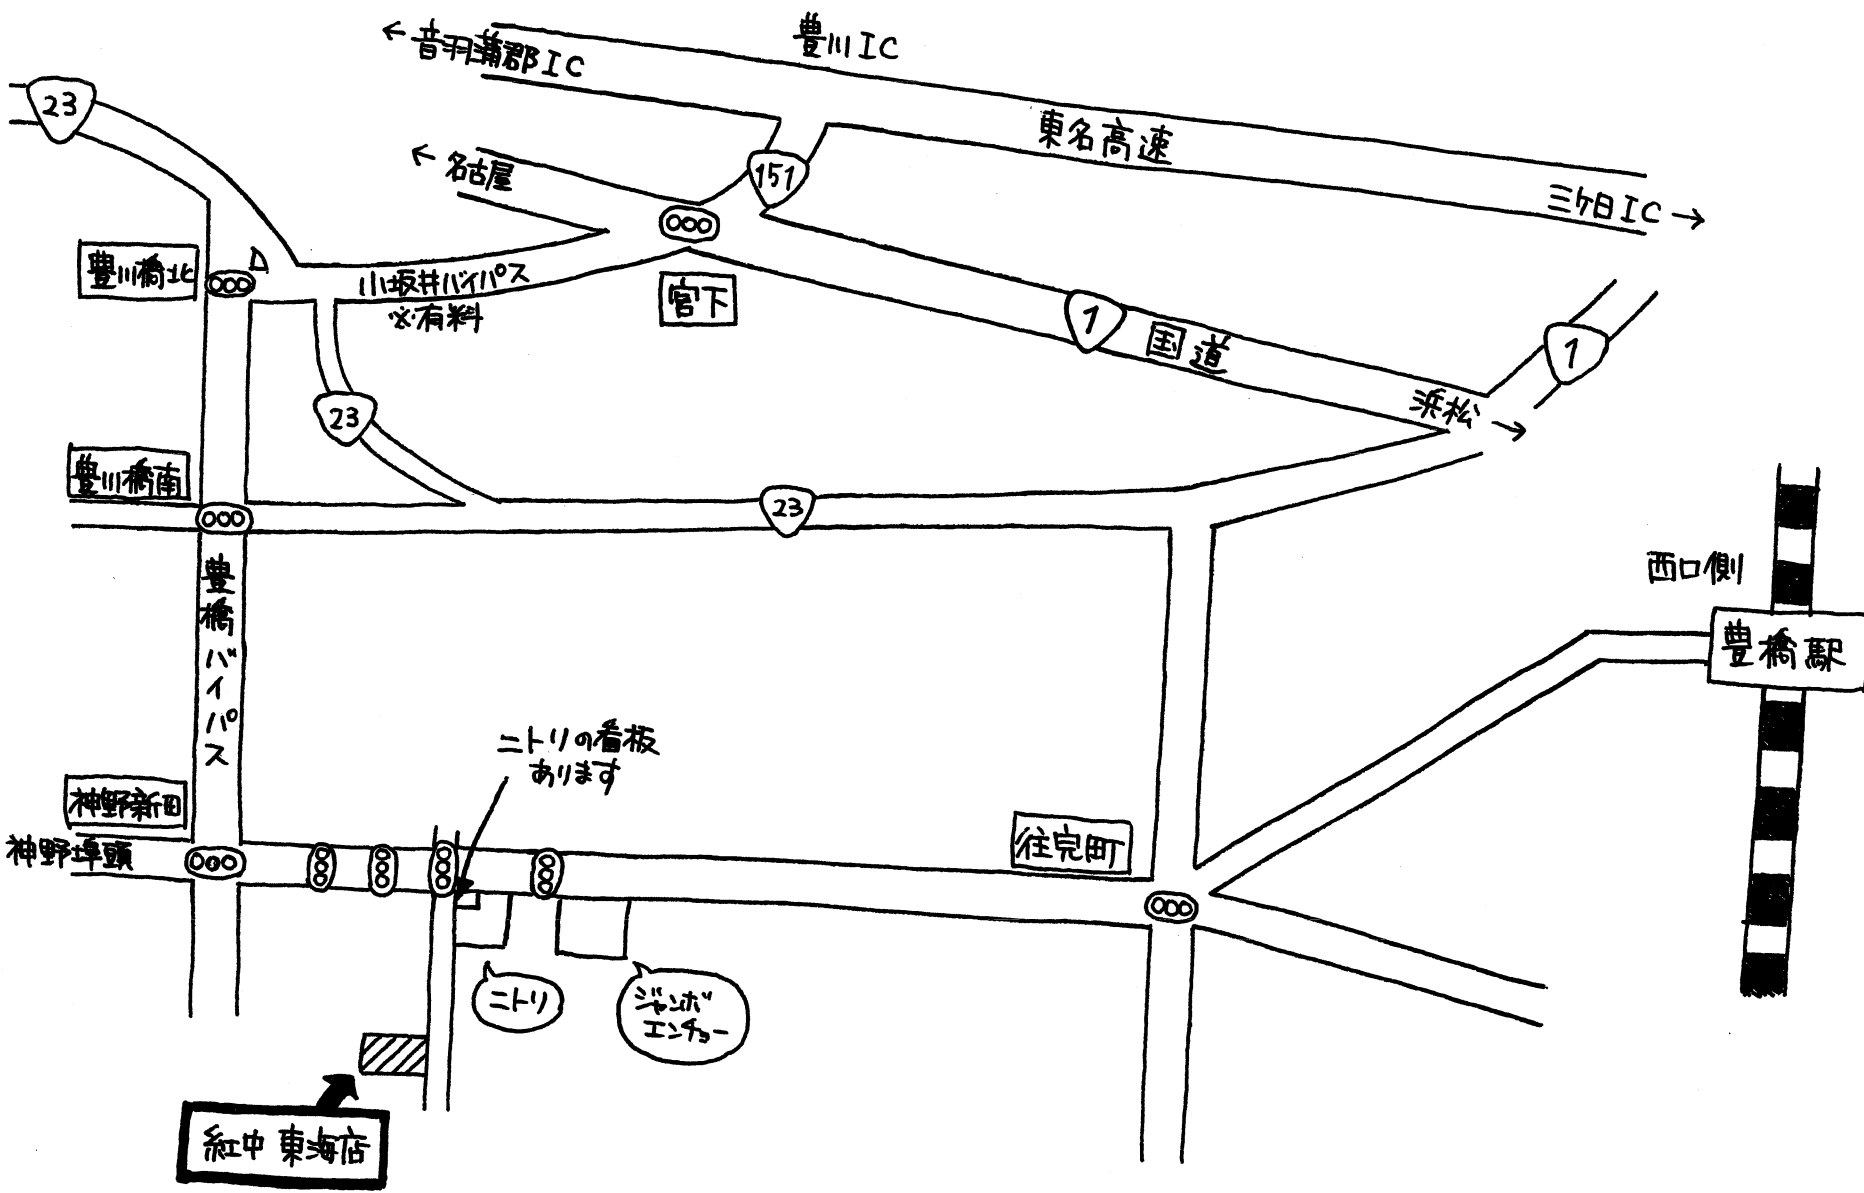 ← 音羽蒲郡IC
豊川IC
東名高速
三ケ日IC →
23
← 名古屋
151
豊川橋北
小坂井バイパス
※有料
宮下
1
国道
1
浜松 →
23
豊川橋南
23
豊橋バイパス
西口側
豊橋駅
ニトリの看板
あります
神野新田
神野埠頭
往完町
ニトリ
ジャンボ
エンチョー
紅中 東海店